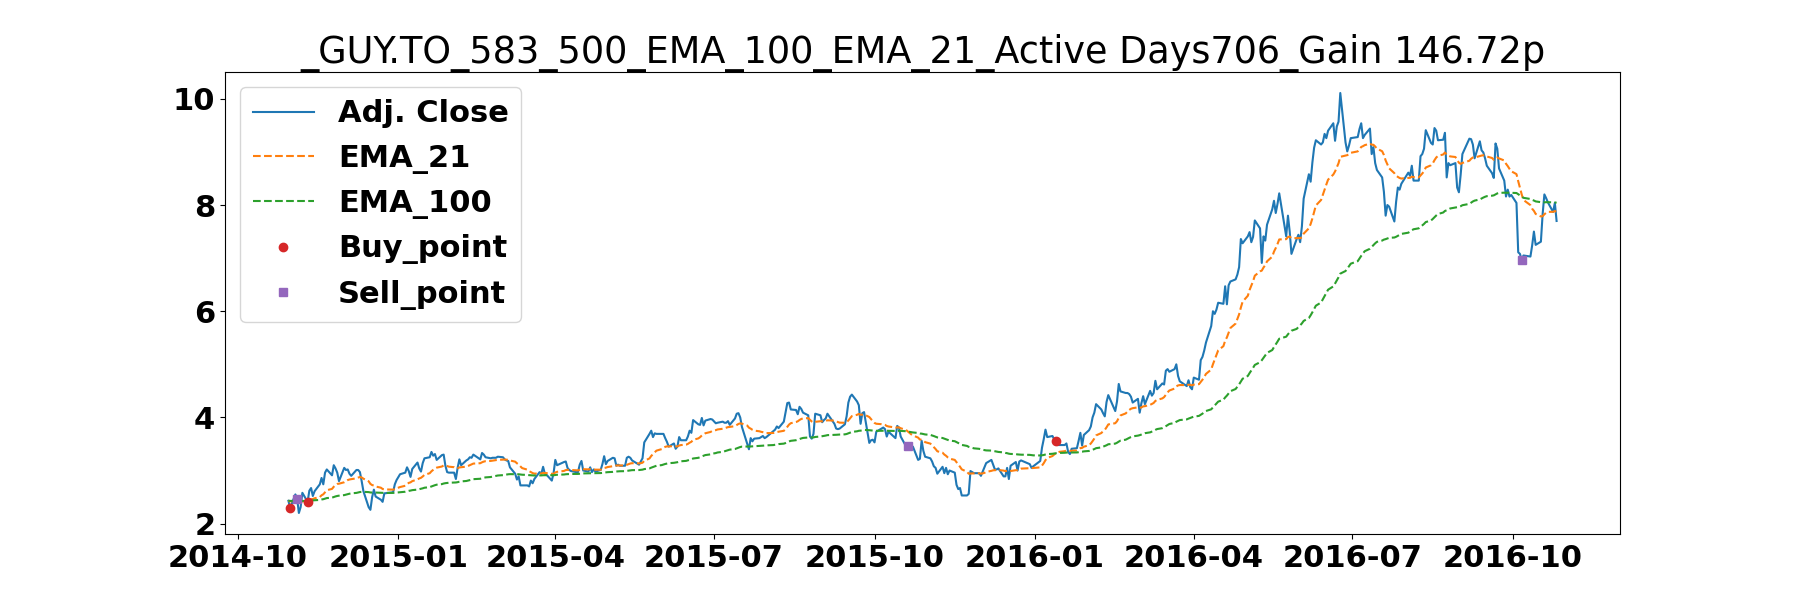 _GUY.TO_583_500_EMA_100_EMA_21_Active Days706_Gain 146.72p
Adj. Close
EMA_21
EMA_100
Buy_point
Sell_point
10
8
6
4
2
2014-10 2015-01 2015-04 2015-07 2015-10 2016-01 2016-04 2016-07 2016-10